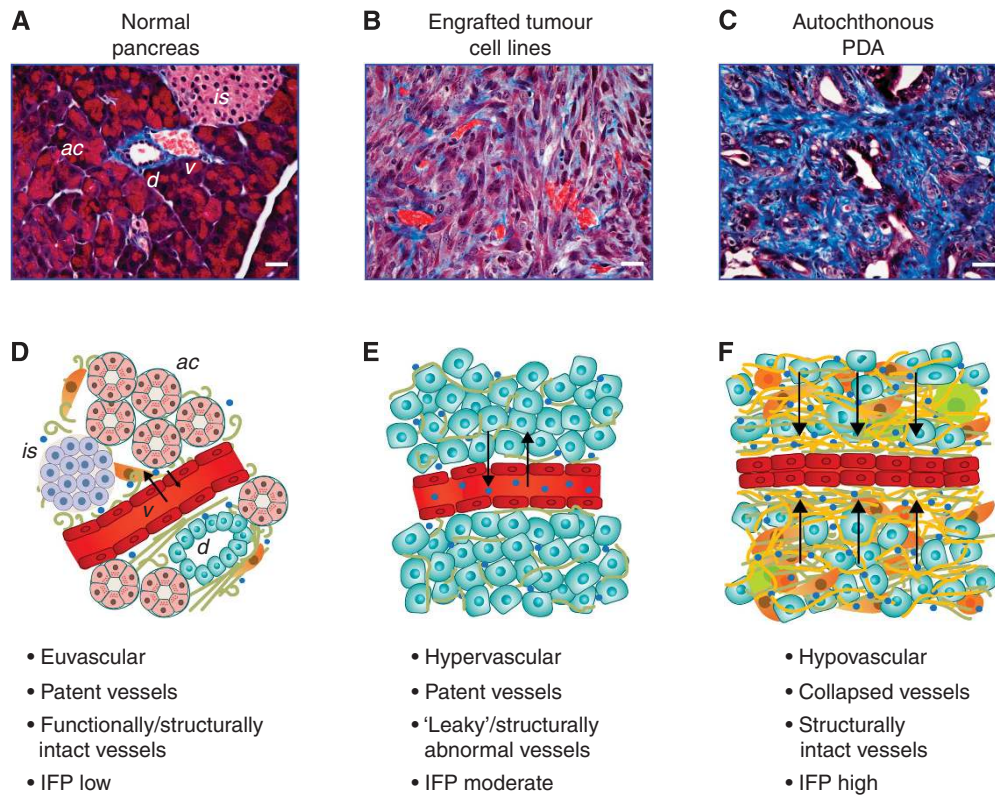 A
Normal
pancreas
B
Engrafted tumour
cell lines
C
Autochthonous
PDA
is
ac
v
d
D
ac
is
v
d
E
F
• Euvascular
• Patent vessels
• Functionally/structurally
intact vessels
• IFP low
• Hypervascular
• Patent vessels
• ‘Leaky’/structurally
abnormal vessels
• IFP moderate
• Hypovascular
• Collapsed vessels
• Structurally
intact vessels
• IFP high